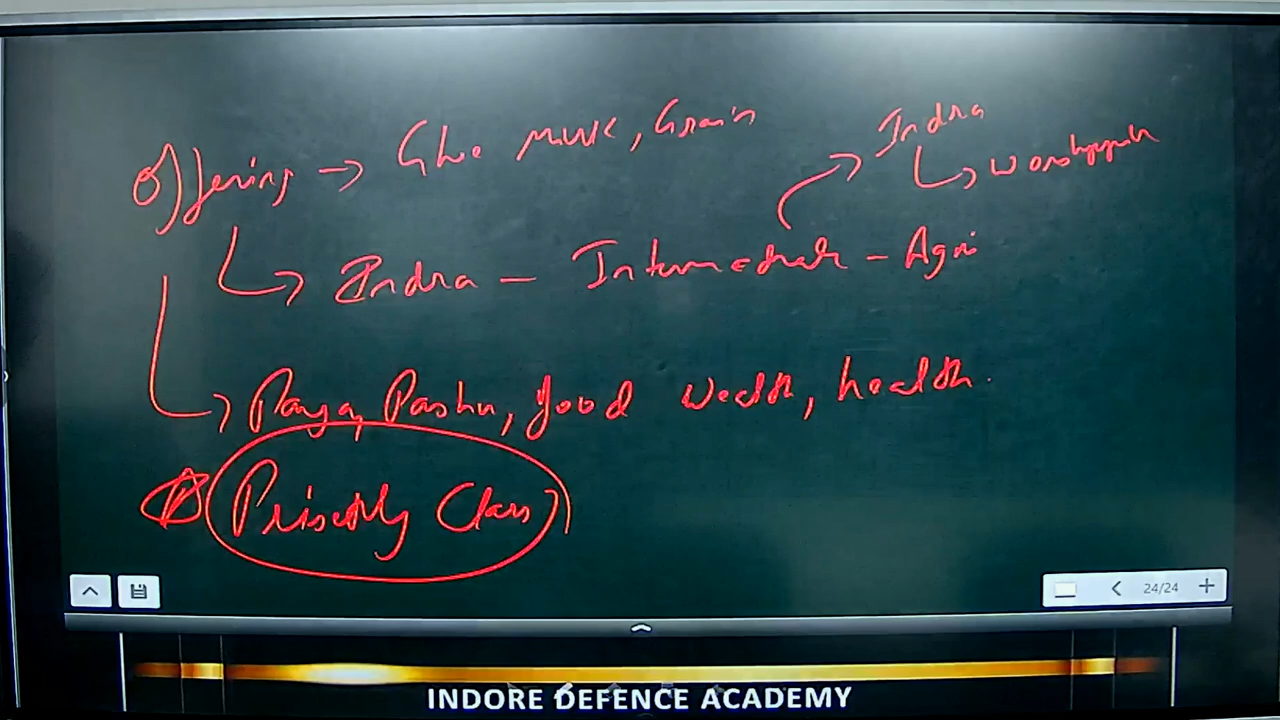 Offering → Ghee Milk, Grain
Indra
↳ Worshipped
↳ Indra – Intermediate – Agni
↳ Praja, Pashu, good Wealth, health.
Priestly Class
24/24
INDORE DEFENCE ACADEMY